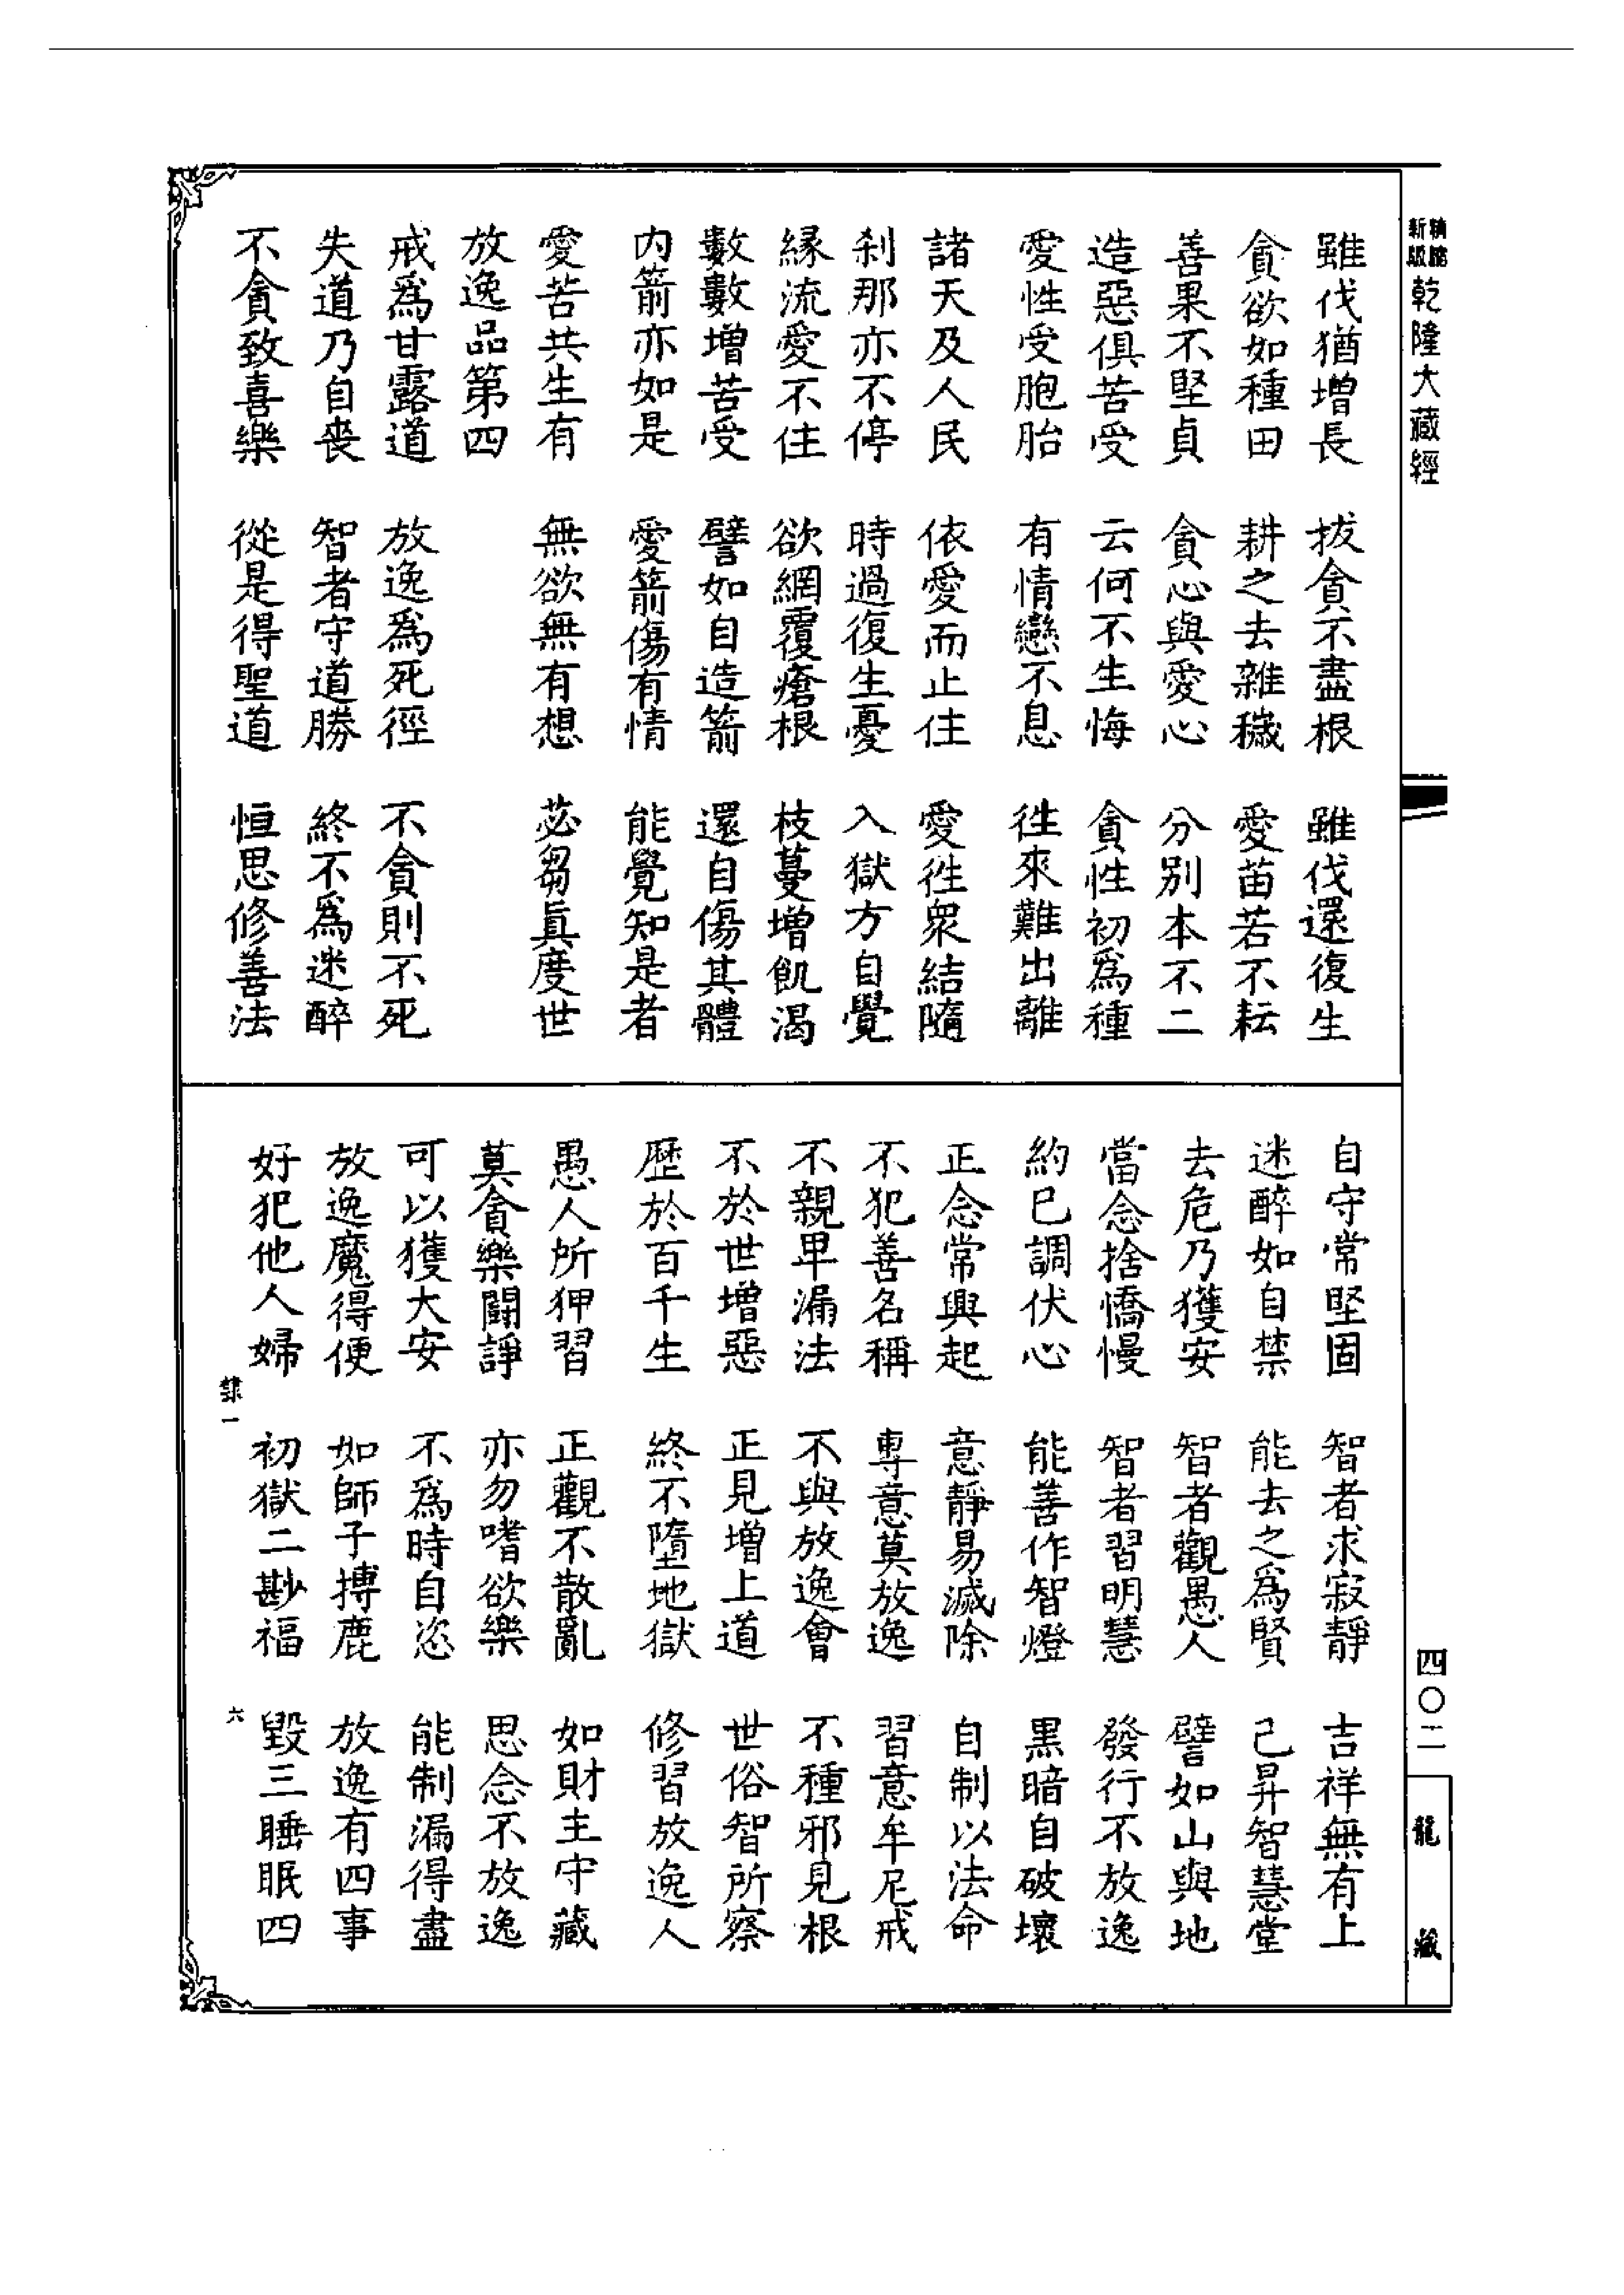 新版 乾隆大藏經
雖伐猶增長 拔貪不盡根 雖伐還復生
貪欲如種田 耕之去雜穢 愛苗若不耘
善果不堅貞 貪心與愛心 分別本不二
造惡俱苦受 云何不生悔 貪性初爲種
愛性受胞胎 有情戀不息 徃來難出離
諸天及人民 依愛而止住 愛徃衆結隨
刹那亦不停 時過復生憂 入獄方自覺
緣流愛不住 欲網覆瘡根 枝蔓增飢渴
數數增苦受 譬如自造箭 還自傷其體
内箭亦如是 愛箭傷有情 能覺知是者
愛苦共生有 無欲無有想 苾芻眞度世
放逸品第四
戒爲甘露道 放逸爲死徑 不貪則不死
失道乃自喪 智者守道勝 終不爲迷醉
不貪致喜樂 從是得聖道 恒思修善法
自守常堅固 智者求寂靜 吉祥無有上
迷醉如自禁 能去之爲賢 己昇智慧堂
去危乃獲安 智者觀愚人 譬如山與地
當念捨憍慢 智者習明慧 發行不放逸
約已調伏心 能善作智燈 黑暗自破壞
正念常興起 意靜易滅除 自制以法命
不犯善名稱 專意莫放逸 習意牟尼戒
不親卑漏法 不與放逸會 不種邪見根
不於世增惡 正見增上道 世俗智所察
歷於百千生 終不墮地獄 修習放逸人
愚人所狎習 正觀不散亂 如財主守藏
莫貪樂鬪諍 亦勿嗜欲樂 思念不放逸
可以獲大安 不爲時自恣 能制漏得盡
放逸魔得便 如師子摶鹿 放逸有四事
好犯他人婦 初獄二尠福 毀三睡眠四
隸一 六
四〇二
龍藏